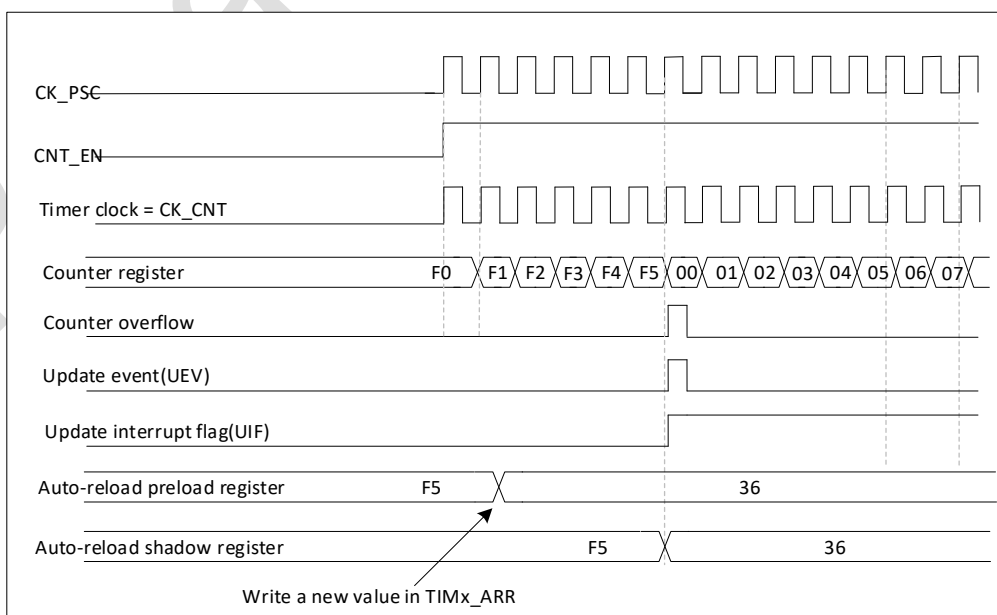 CK_PSC
CNT_EN
Timer clock = CK_CNT
Counter register F0 F1 F2 F3 F4 F5 00 01 02 03 04 05 06 07
Counter overflow
Update event(UEV)
Update interrupt flag(UIF)
Auto-reload preload register F5 36
Auto-reload shadow register F5 36
Write a new value in TIMx_ARR